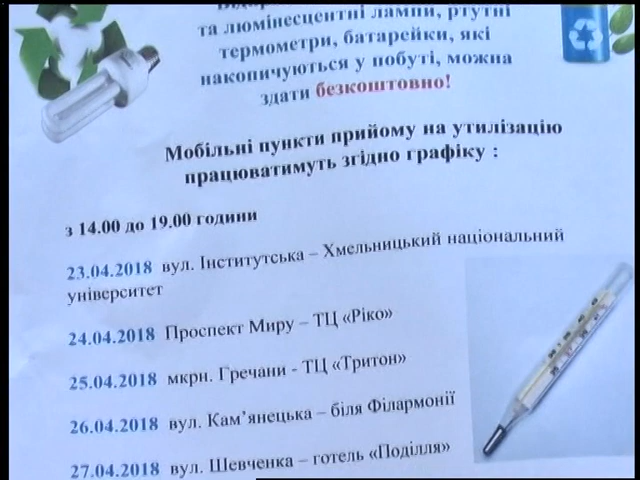 та люмінесцентні лампи, ртутні
термометри, батарейки, які
накопичуються у побуті, можна
здати безкоштовно!
Мобільні пункти прийому на утилізацію
працюватимуть згідно графіку :
з 14.00 до 19.00 години
23.04.2018 вул. Інститутська – Хмельницький національний
університет
24.04.2018 Проспект Миру – ТЦ «Ріко»
25.04.2018 мкрн. Гречани - ТЦ «Тритон»
26.04.2018 вул. Кам’янецька – біля Філармонії
27.04.2018 вул. Шевченка – готель «Поділля»